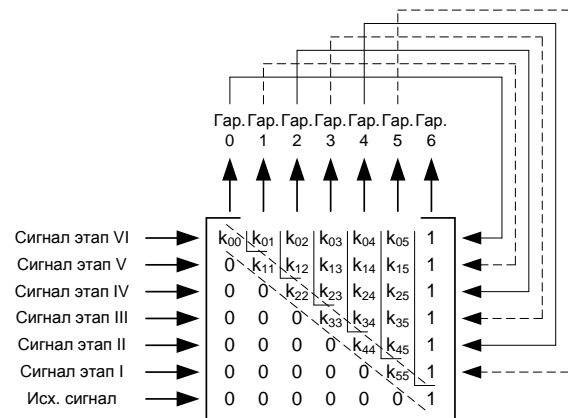 Гар. Гар. Гар. Гар. Гар. Гар. Гар.
0 1 2 3 4 5 6
Сигнал этап VI k00 k01 k02 k03 k04 k05 1
Сигнал этап V 0 k11 k12 k13 k14 k15 1
Сигнал этап IV 0 0 k22 k23 k24 k25 1
Сигнал этап III 0 0 0 k33 k34 k35 1
Сигнал этап II 0 0 0 0 k44 k45 1
Сигнал этап I 0 0 0 0 0 k55 1
Исх. сигнал 0 0 0 0 0 0 1